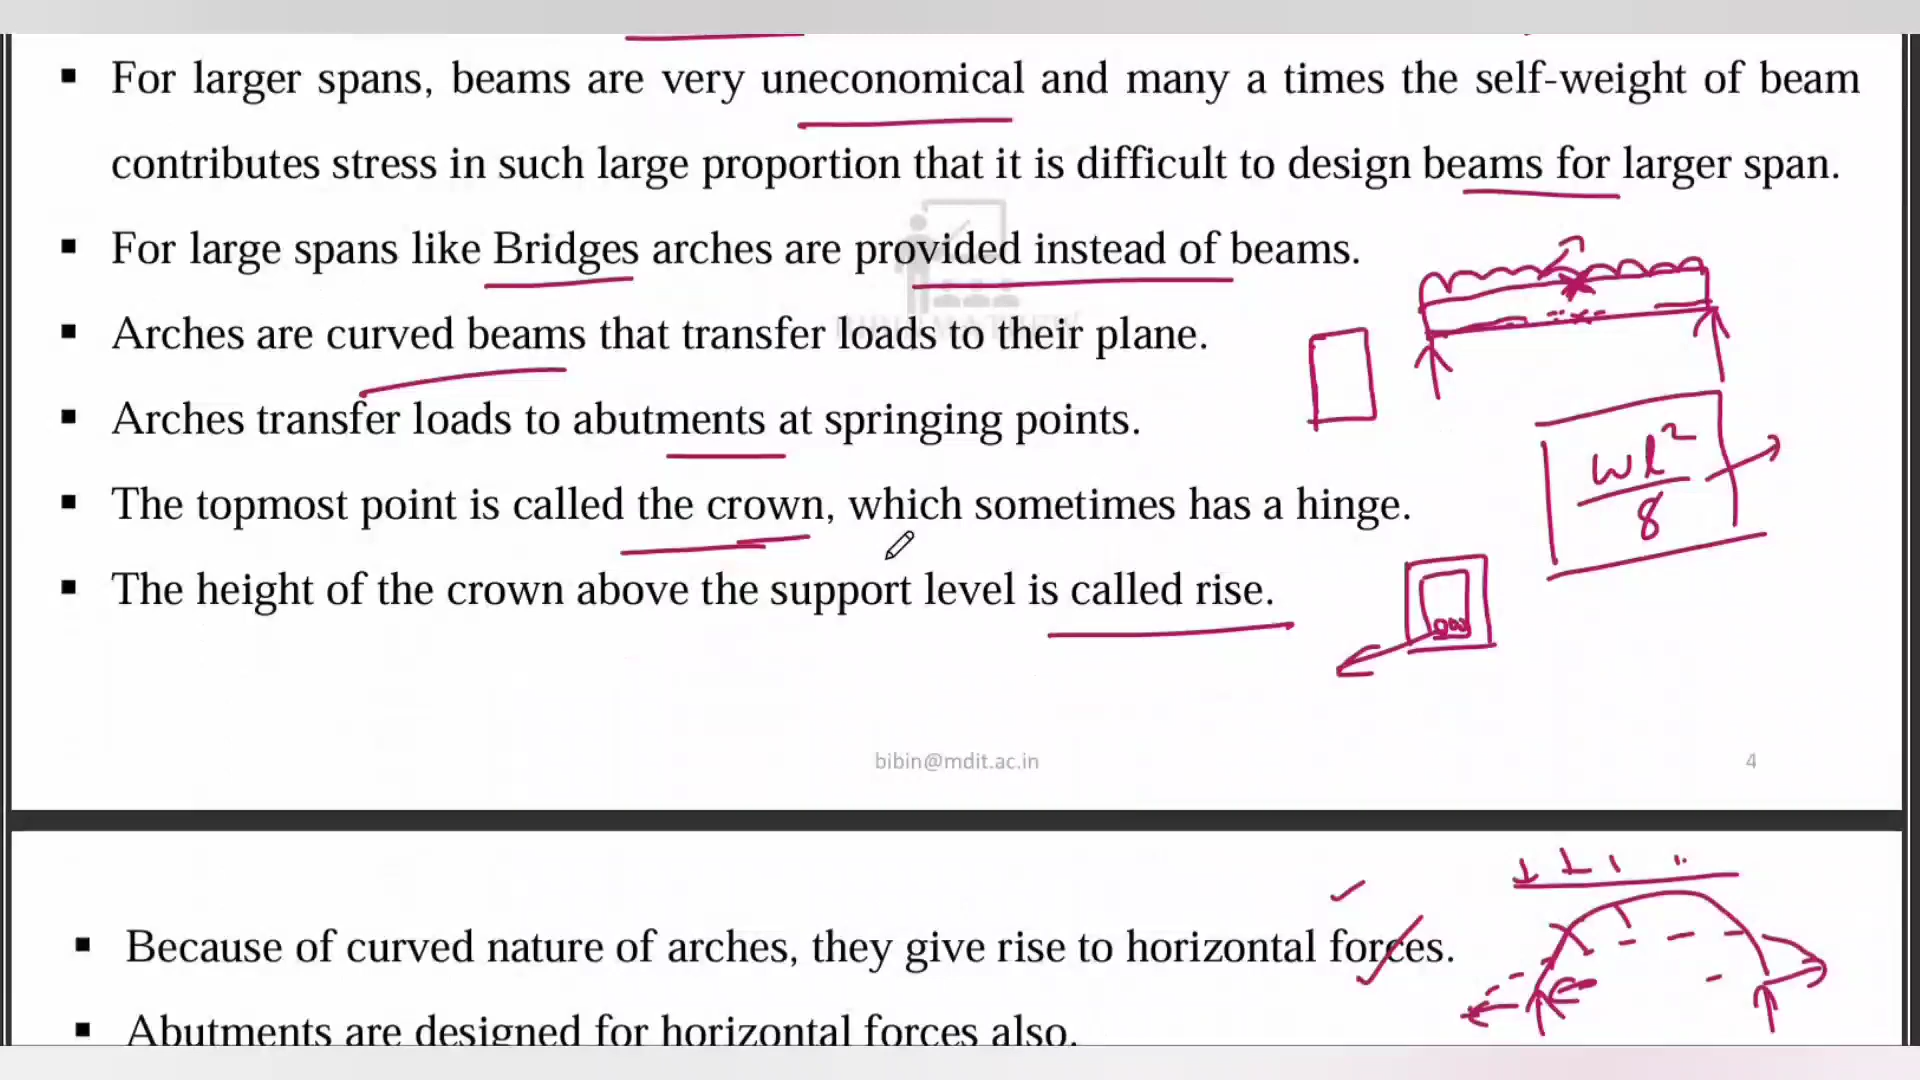 ▪ For larger spans, beams are very uneconomical and many a times the self-weight of beam
contributes stress in such large proportion that it is difficult to design beams for larger span.
▪ For large spans like Bridges arches are provided instead of beams.
▪ Arches are curved beams that transfer loads to their plane.
▪ Arches transfer loads to abutments at springing points.
wl²
8
▪ The topmost point is called the crown, which sometimes has a hinge.
▪ The height of the crown above the support level is called rise.
bibin@mdit.ac.in
4
▪ Because of curved nature of arches, they give rise to horizontal forces.
▪ Abutments are designed for horizontal forces also.